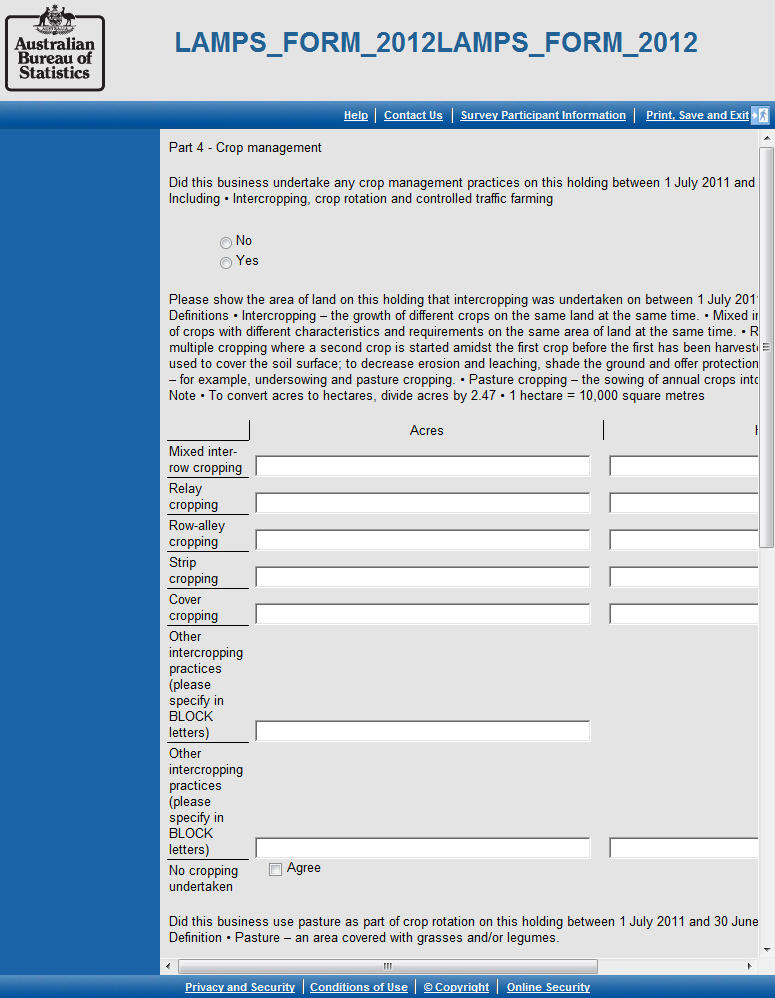 Australian
Bureau of
Statistics
LAMPS_FORM_2012LAMPS_FORM_2012
Help Contact Us Survey Participant Information Print, Save and Exit
Part 4 - Crop management
Did this business undertake any crop management practices on this holding between 1 July 2011 and
Including • Intercropping, crop rotation and controlled traffic farming
No
Yes
Please show the area of land on this holding that intercropping was undertaken on between 1 July 201
Definitions • Intercropping – the growth of different crops on the same land at the same time. • Mixed in
of crops with different characteristics and requirements on the same area of land at the same time. • R
multiple cropping where a second crop is started amidst the first crop before the first has been harveste
used to cover the soil surface; to decrease erosion and leaching, shade the ground and offer protection
– for example, undersowing and pasture cropping. • Pasture cropping – the sowing of annual crops into
Note • To convert acres to hectares, divide acres by 2.47 • 1 hectare = 10,000 square metres
Acres
Mixed inter-
row cropping
Relay
cropping
Row-alley
cropping
Strip
cropping
Cover
cropping
Other
intercropping
practices
(please
specify in
BLOCK
letters)
Other
intercropping
practices
(please
specify in
BLOCK
letters)
No cropping
undertaken
Agree
Did this business use pasture as part of crop rotation on this holding between 1 July 2011 and 30 June
Definition • Pasture – an area covered with grasses and/or legumes.
Privacy and Security Conditions of Use © Copyright Online Security